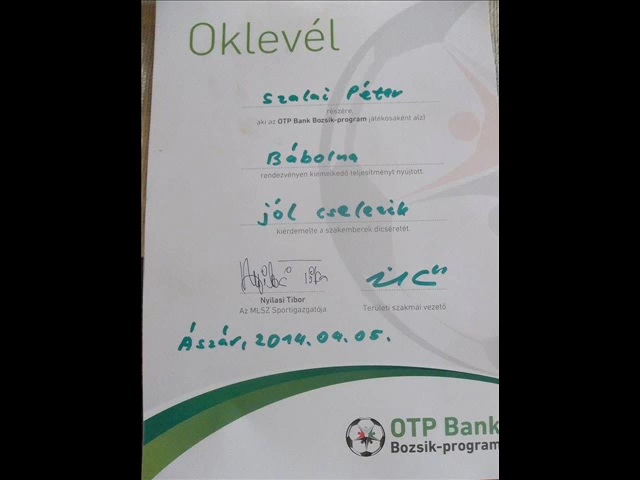 Oklevél
Szalai Péter
részére,
aki az OTP Bank Bozsik-program játékosaként a(z)
Bábolna
rendezvényen kiemelkedő teljesítményt nyújtott.
jól cselezik
kiérdemelte a szakemberek dicséretét.
Nyilasi Tibor
Az MLSZ Sportigazgatója
Területi szakmai vezető
Ászár, 2014.04.05.
OTP Bank
Bozsik-program